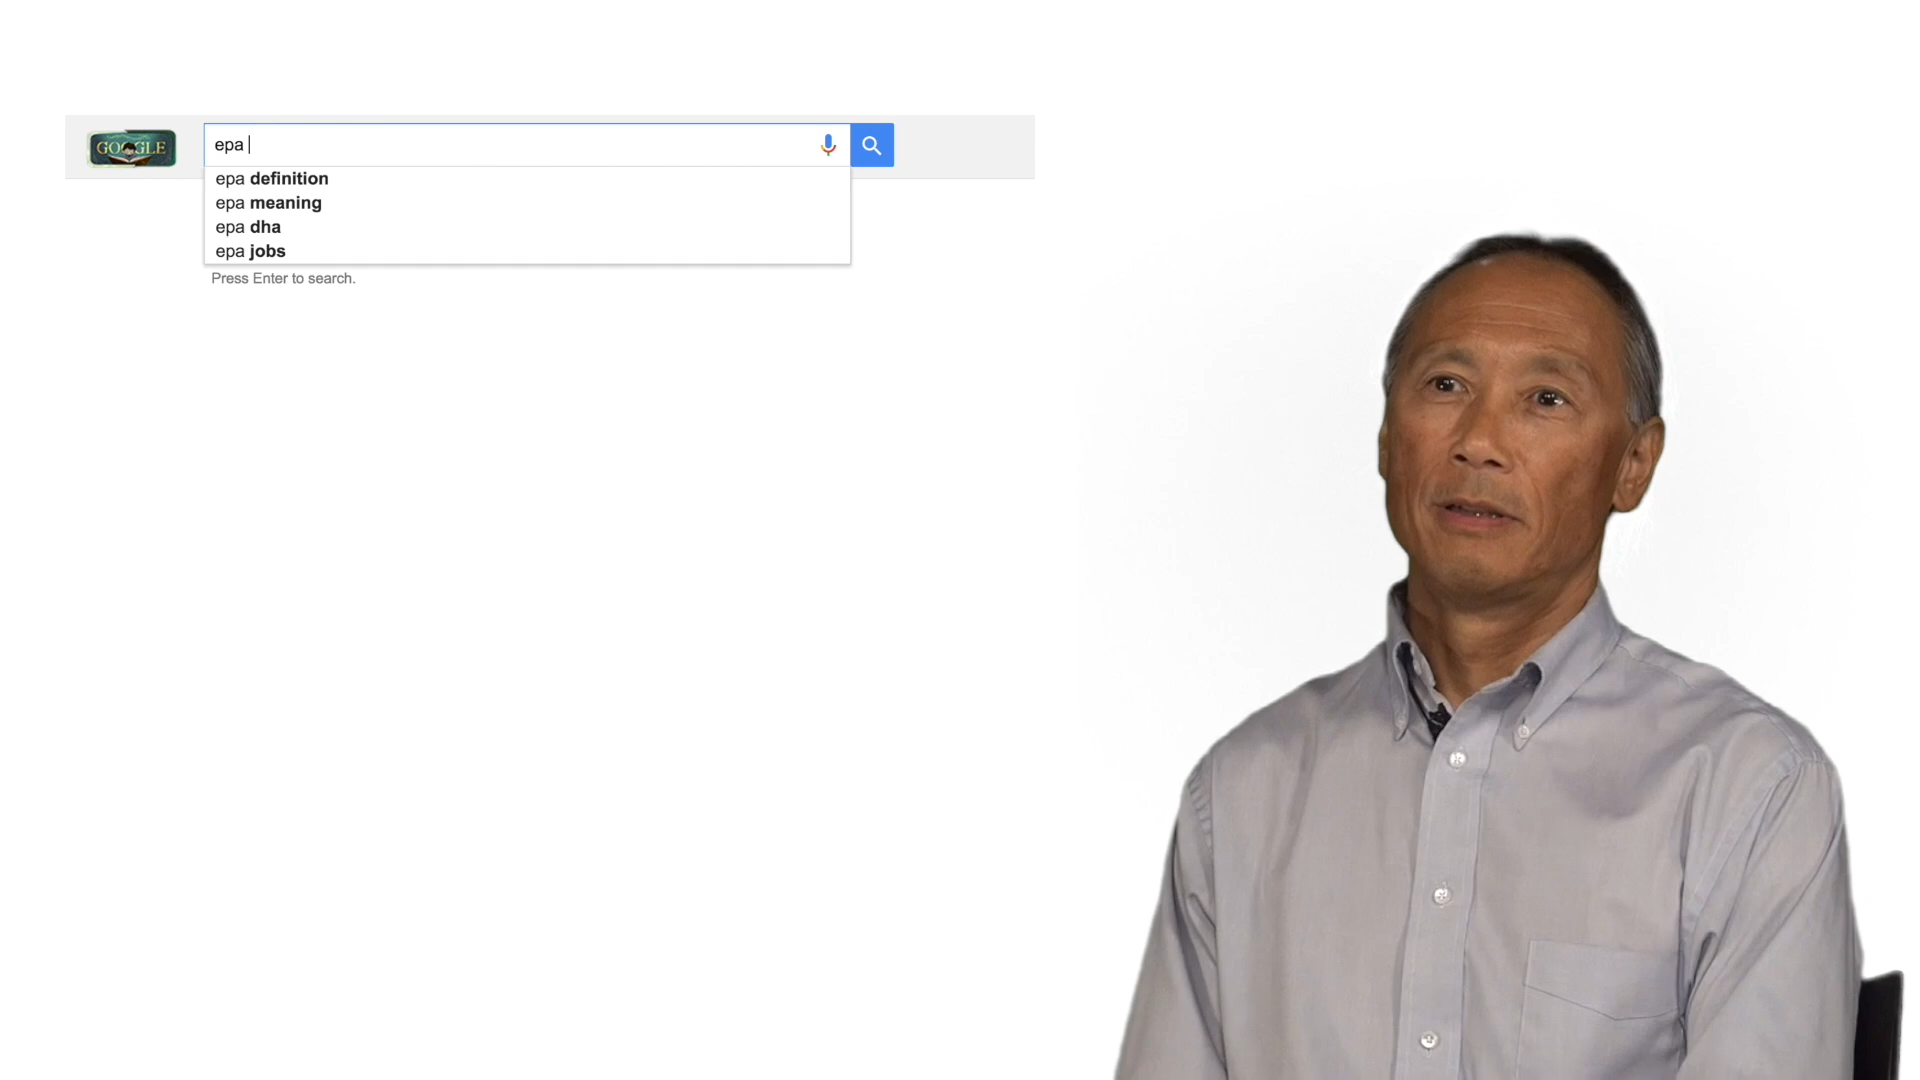 GOOGLE
epa
epa definition
epa meaning
epa dha
epa jobs
Press Enter to search.